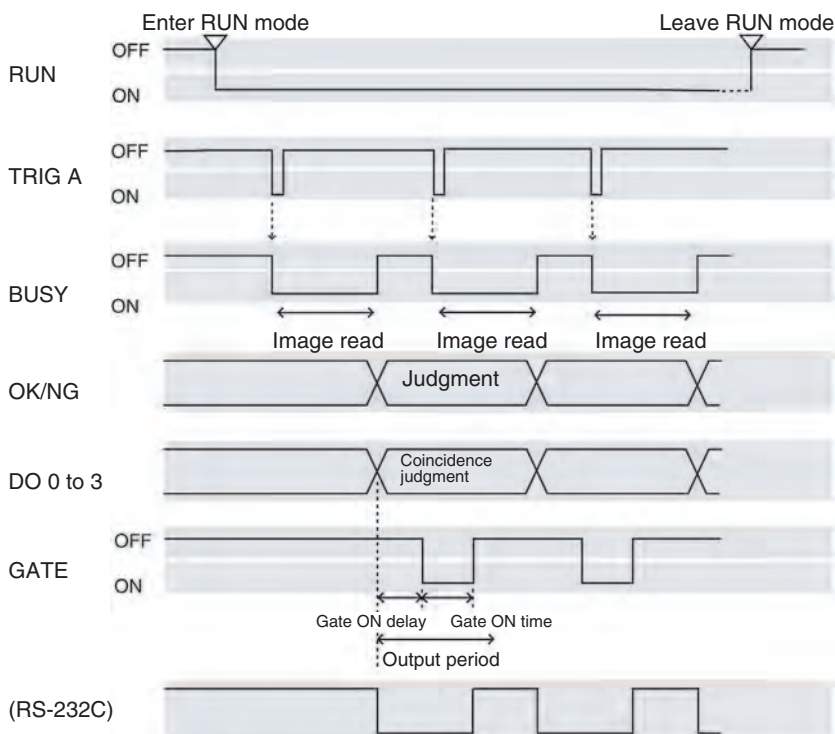 Enter RUN mode
Leave RUN mode
OFF
RUN
ON
OFF
TRIG A
ON
OFF
BUSY
ON
Image read
Image read
Image read
OK/NG
Judgment
DO 0 to 3
Coincidence
judgment
OFF
GATE
ON
Gate ON delay
Gate ON time
Output period
(RS-232C)